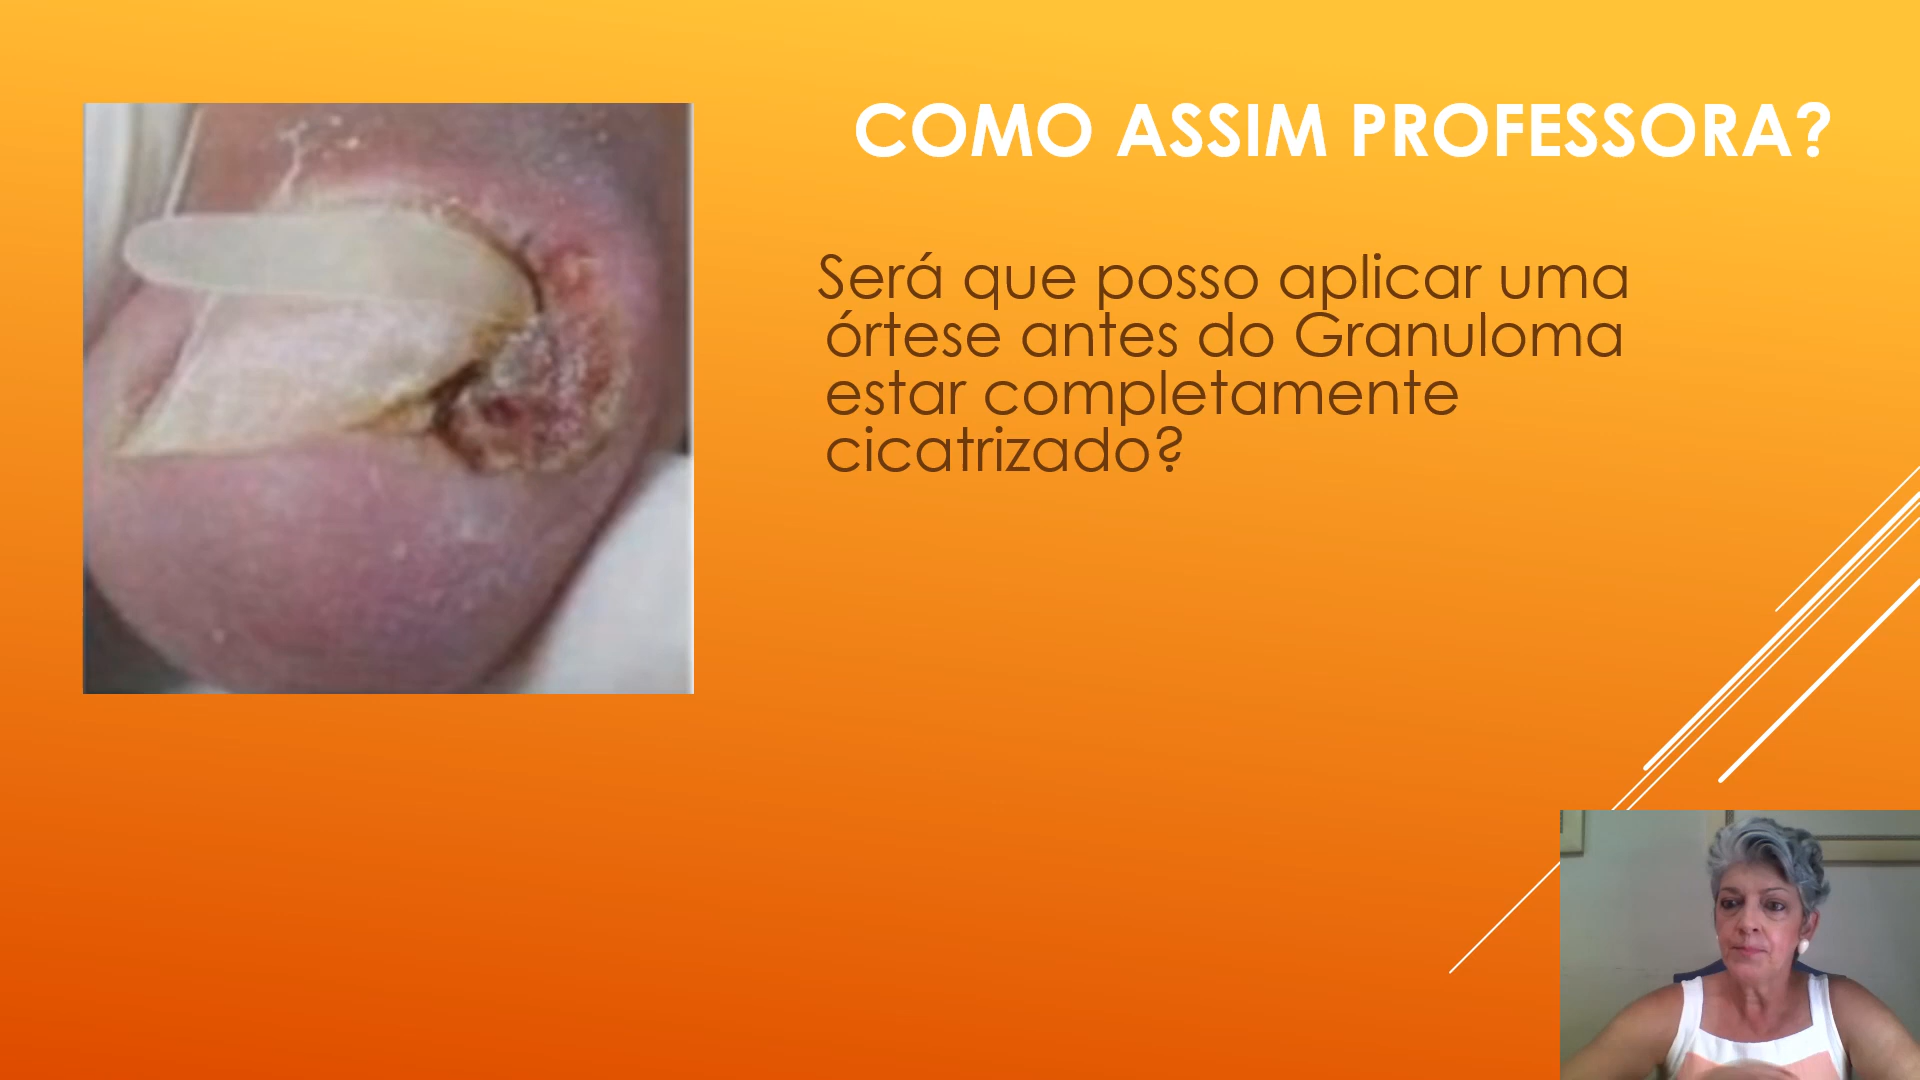 COMO ASSIM PROFESSORA?
Será que posso aplicar uma
órtese antes do Granuloma
estar completamente
cicatrizado?